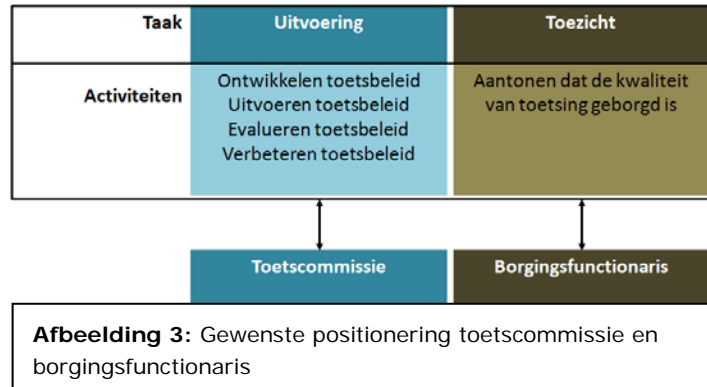 Taak Uitvoering Toezicht
Activiteiten
Ontwikkelen toetsbeleid
Uitvoeren toetsbeleid
Evalueren toetsbeleid
Verbeteren toetsbeleid
Aantonen dat de kwaliteit
van toetsing geborgd is
Toetscommissie Borgingsfunctionaris
Afbeelding 3: Gewenste positionering toetscommissie en
borgingsfunctionaris